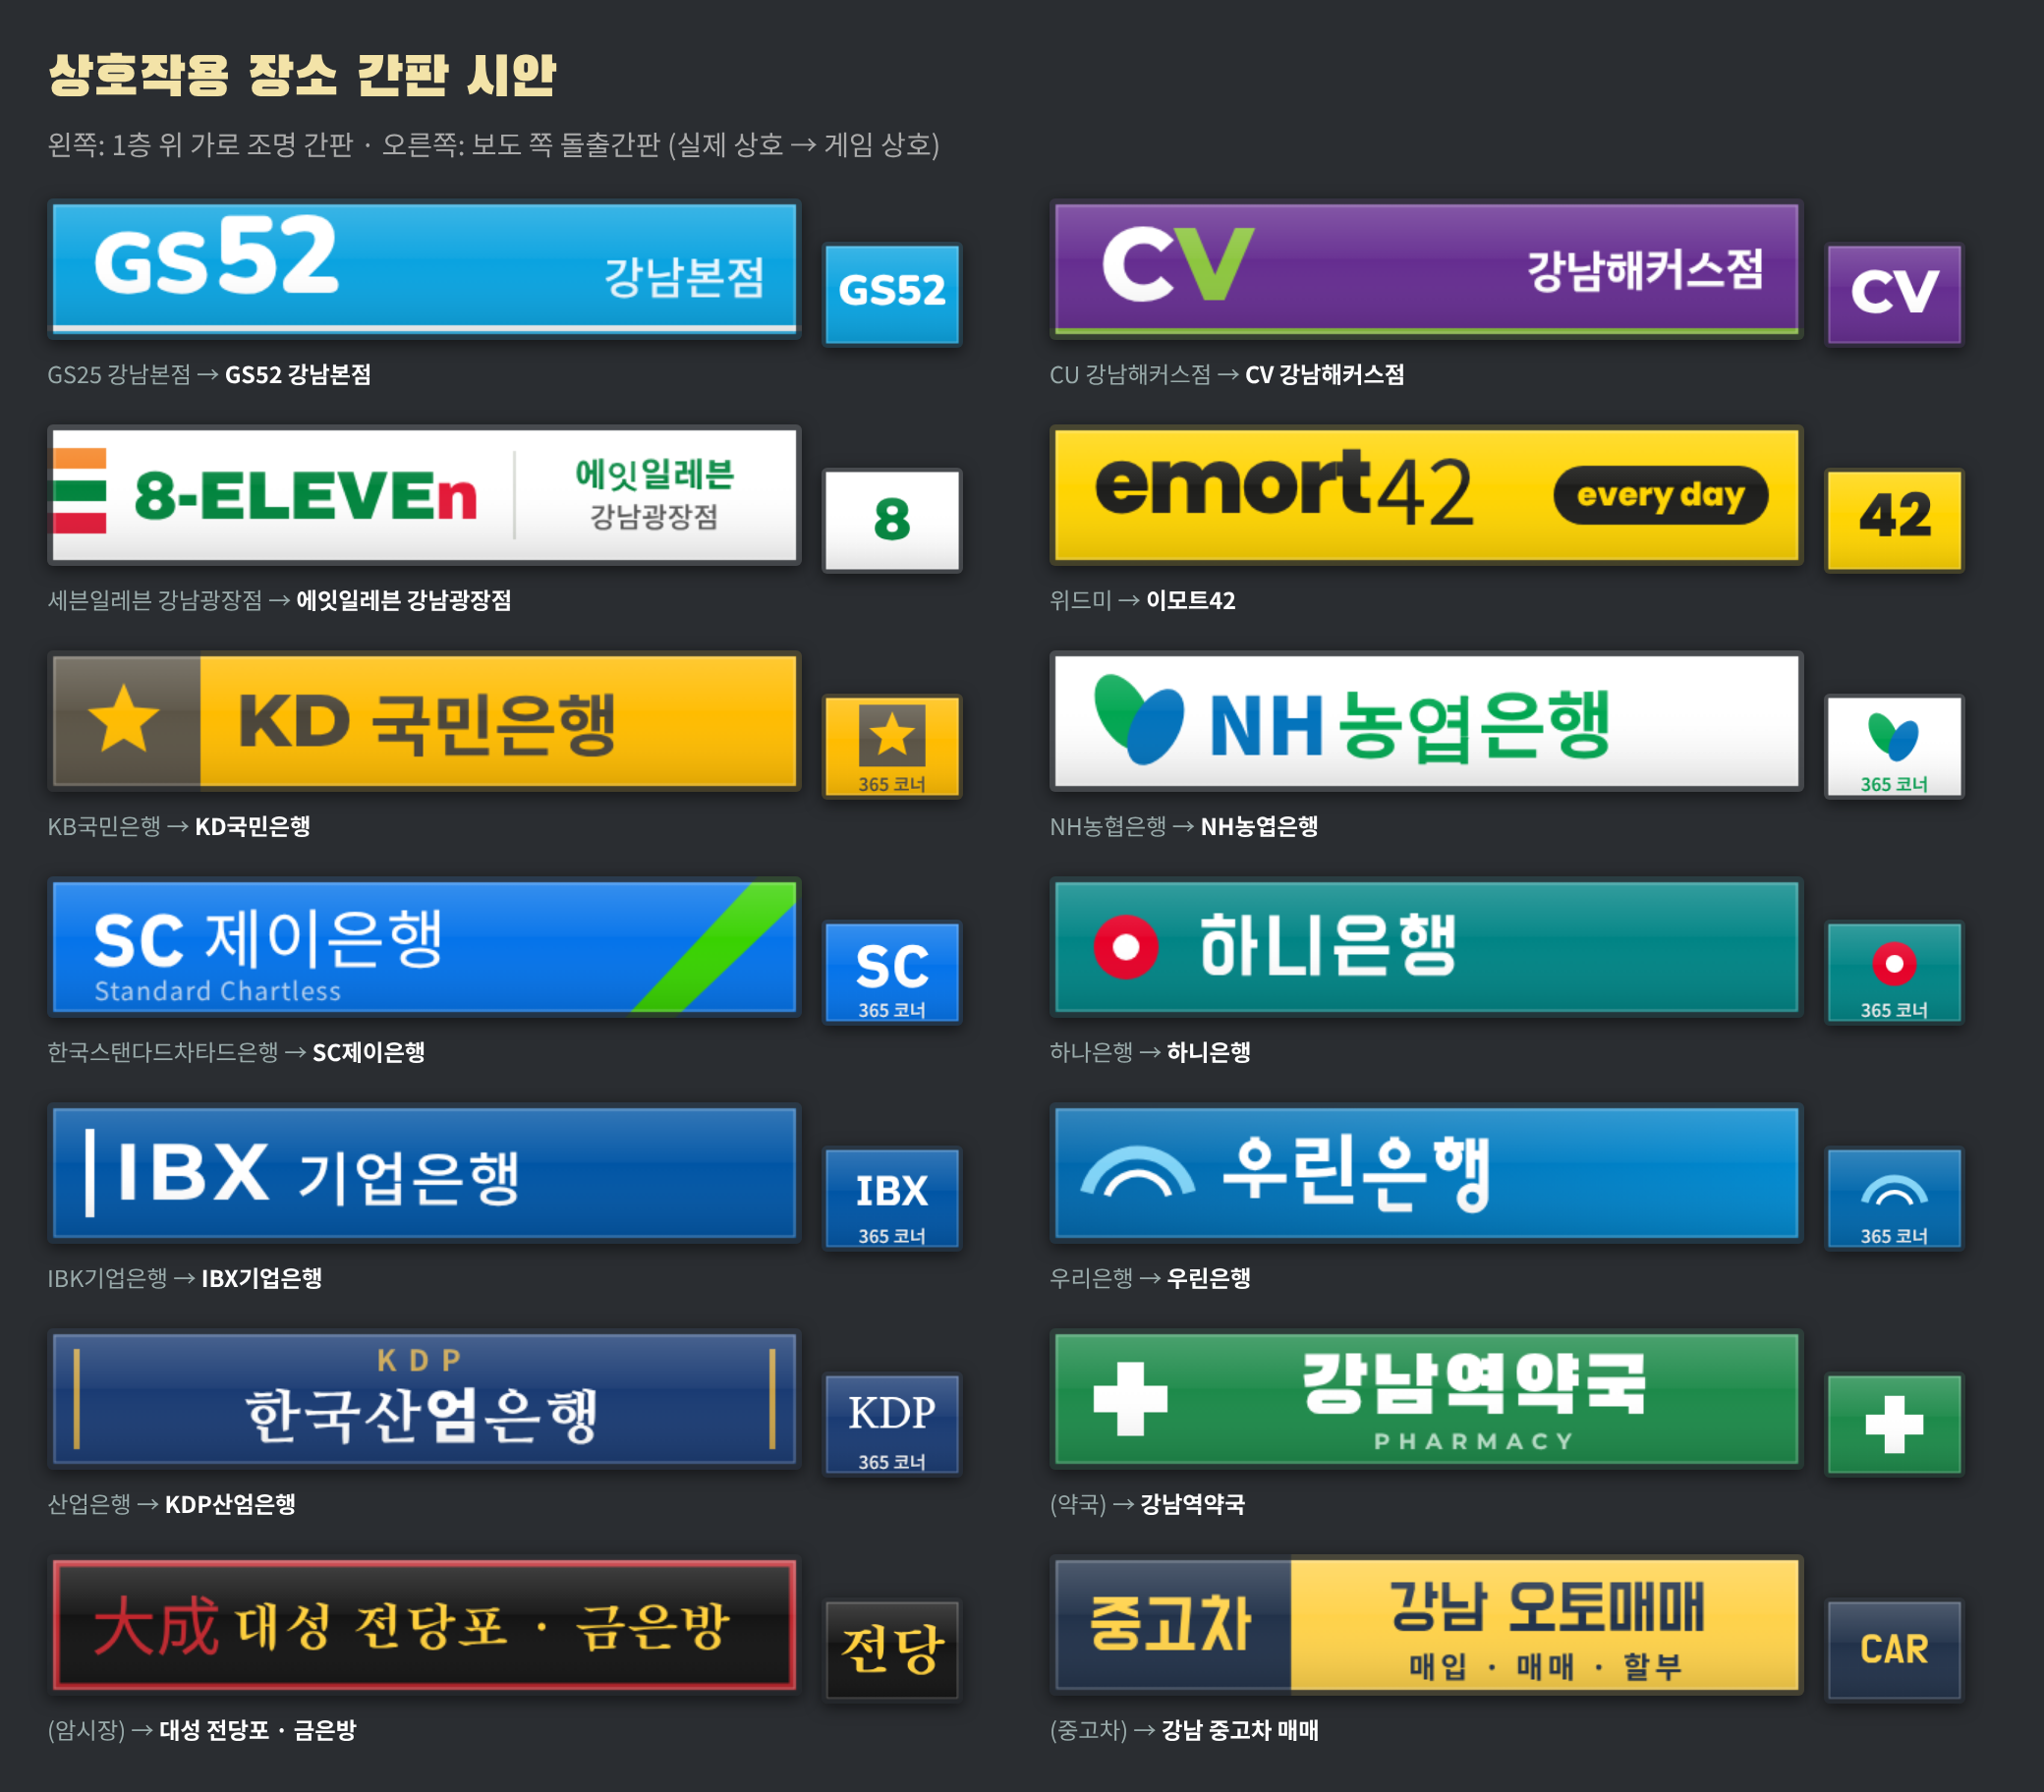 상호작용 장소 간판 시안
왼쪽: 1층 위 가로 조명 간판 · 오른쪽: 보도 쪽 돌출간판 (실제 상호 → 게임 상호)
GS52 강남본점
GS52
GS25 강남본점 → GS52 강남본점
CV 강남해커스점
CV
CU 강남해커스점 → CV 강남해커스점
8-ELEVEn
에잇일레븐
강남광장점
8
세븐일레븐 강남광장점 → 에잇일레븐 강남광장점
emort42 every day
42
위드미 → 이모트42
KD 국민은행
365 코너
KB국민은행 → KD국민은행
NH 농엽은행
365 코너
NH농협은행 → NH농엽은행
SC 제이은행
Standard Chartless
SC
365 코너
한국스탠다드차타드은행 → SC제이은행
하니은행
365 코너
하나은행 → 하니은행
IBX 기업은행
IBX
365 코너
IBK기업은행 → IBX기업은행
우린은행
365 코너
우리은행 → 우린은행
KDP
한국산엄은행
KDP
365 코너
산업은행 → KDP산엄은행
강남역약국
PHARMACY
(약국) → 강남역약국
大成 대성 전당포 · 금은방
전당
(암시장) → 대성 전당포 · 금은방
중고차
강남 오토매매
매입 · 매매 · 할부
CAR
(중고차) → 강남 중고차 매매